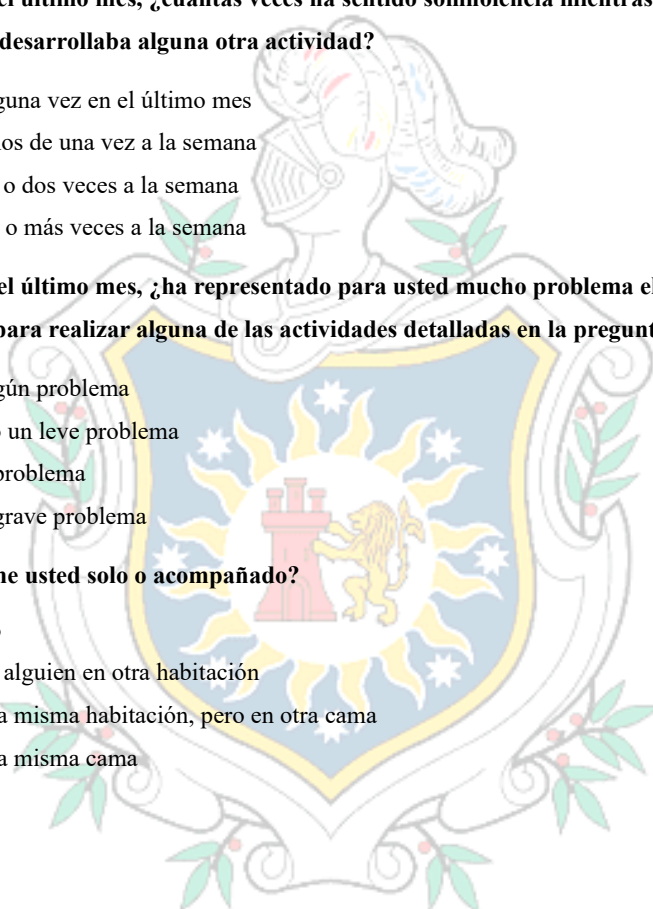 el último mes, ¿cuántas veces ha sentido somnolencia mientras
desarrollaba alguna otra actividad?
guna vez en el último mes
os de una vez a la semana
o dos veces a la semana
o más veces a la semana
el último mes, ¿ha representado para usted mucho problema el
para realizar alguna de las actividades detalladas en la pregunt
gún problema
un leve problema
problema
grave problema
me usted solo o acompañado?
o
alguien en otra habitación
a misma habitación, pero en otra cama
a misma cama